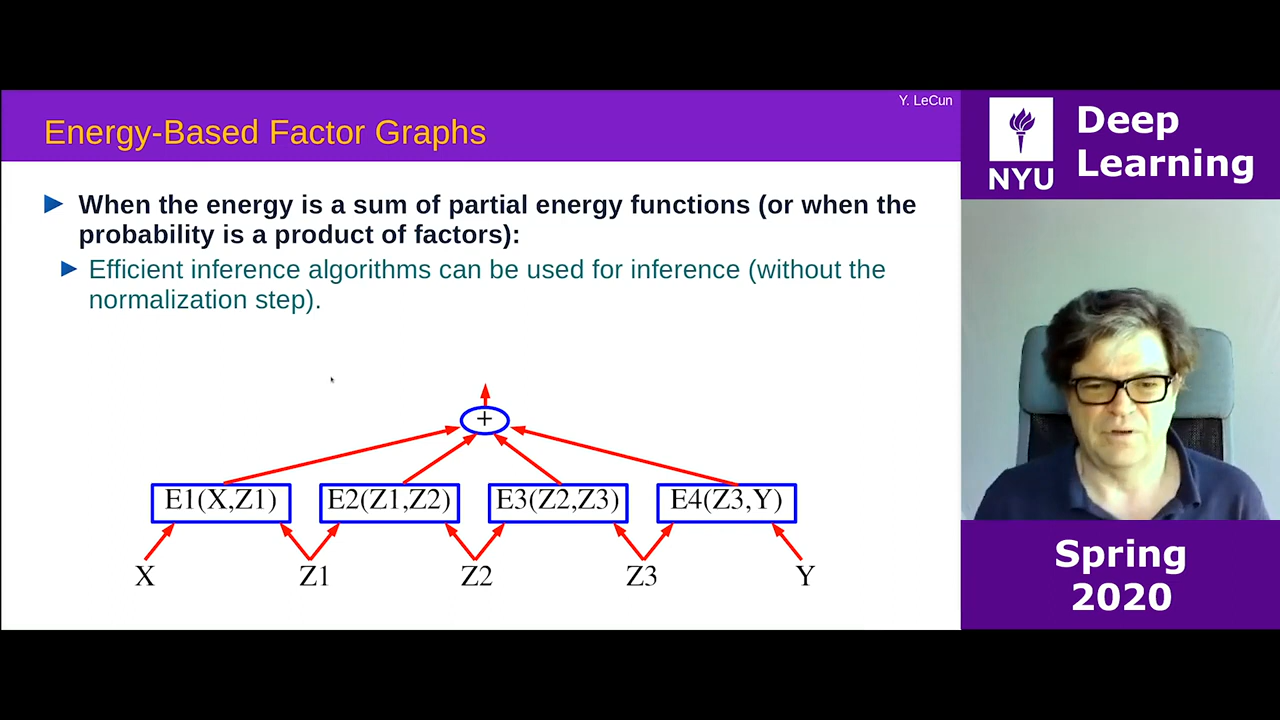 Y. LeCun
Energy-Based Factor Graphs
When the energy is a sum of partial energy functions (or when the
probability is a product of factors):
Efficient inference algorithms can be used for inference (without the
normalization step).
+
E1(X,Z1) E2(Z1,Z2) E3(Z2,Z3) E4(Z3,Y)
X Z1 Z2 Z3 Y
NYU
Deep
Learning
Spring
2020